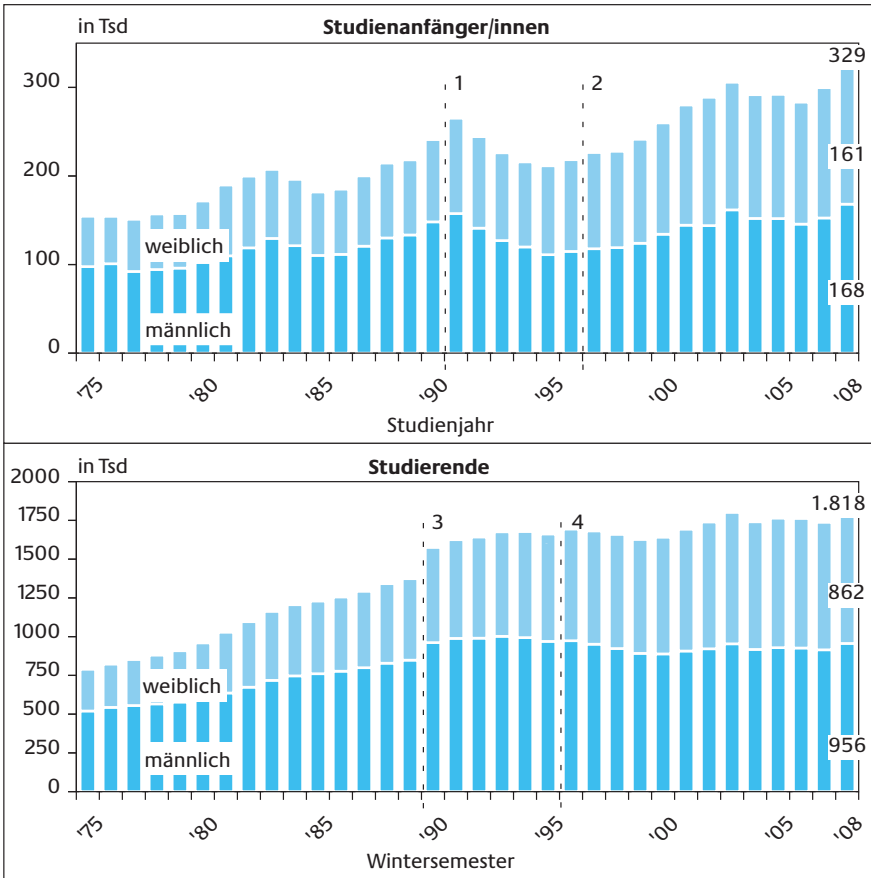 in Tsd Studienanfänger/innen
329
1 2
300
200
161
weiblich
100
168
männlich
0
'75 '80 '85 '90 '95 '00 '05 '08
Studienjahr
in Tsd Studierende
2000
1.818
1750
3 4
1500
1250
862
1000
750
weiblich
500
250
männlich
956
0
'75 '80 '85 '90 '95 '00 '05 '08
Wintersemester